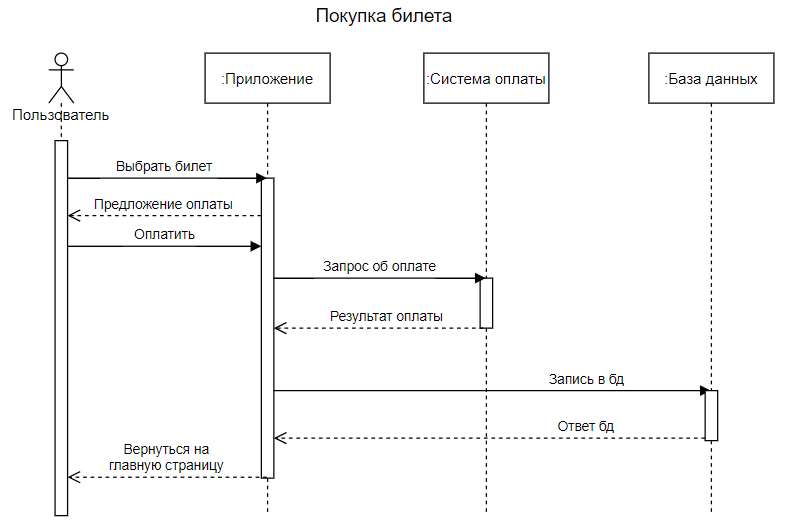 Покупка билета
:Приложение
:Система оплаты
:База данных
Пользователь
Выбрать билет
Предложение оплаты
Оплатить
Запрос об оплате
Результат оплаты
Запись в бд
Ответ бд
Вернуться на
главную страницу